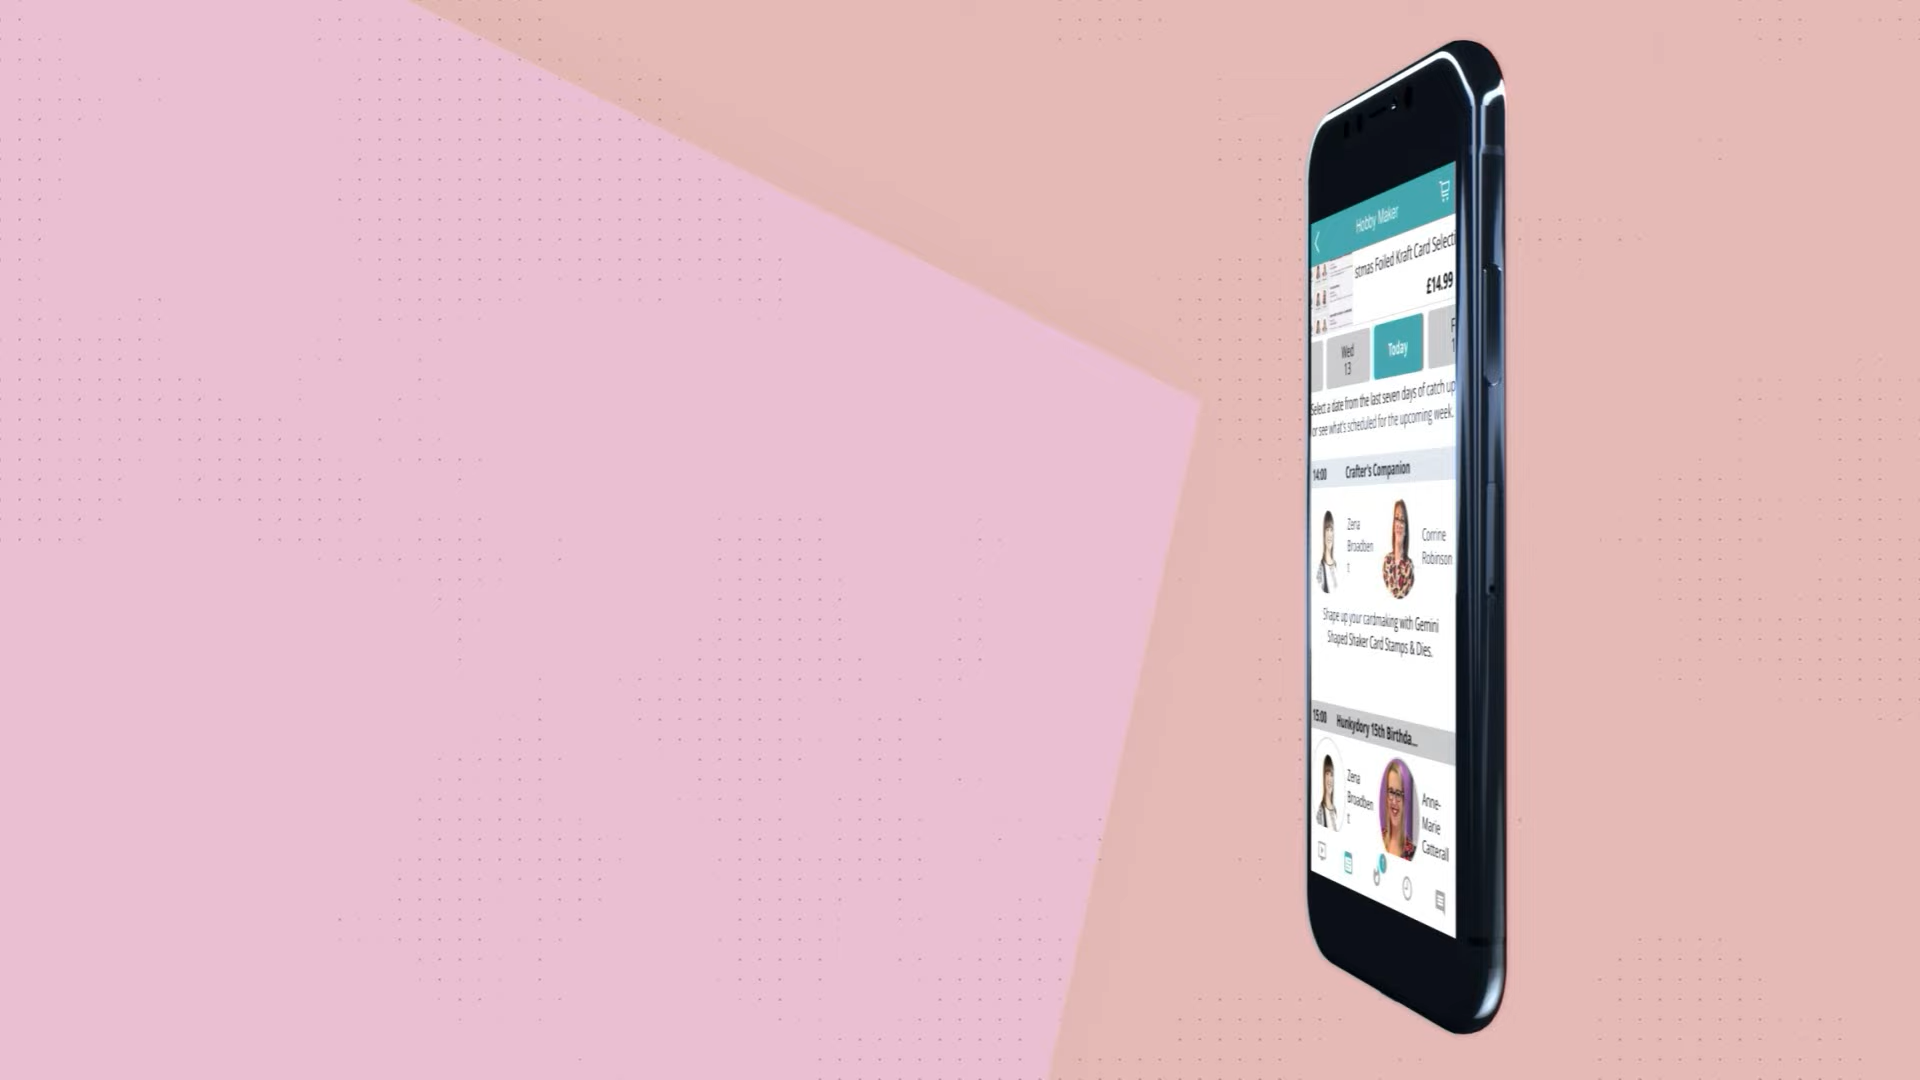 Hobby Maker
stmas Foiled Kraft Card Selecti
£14.99
Wed
13
Today
F
1
Select a date from the last seven days of catch up
or see what's scheduled for the upcoming week.
14:00 Crafter's Companion
Zena
Broadben
t
Corrine
Robinson
Shape up your cardmaking with Gemini
Shaped Shaker Card Stamps & Dies.
15:00 Hunkydory 15th Birthda...
Zena
Broadben
t
Anne-
Marie
Catterall